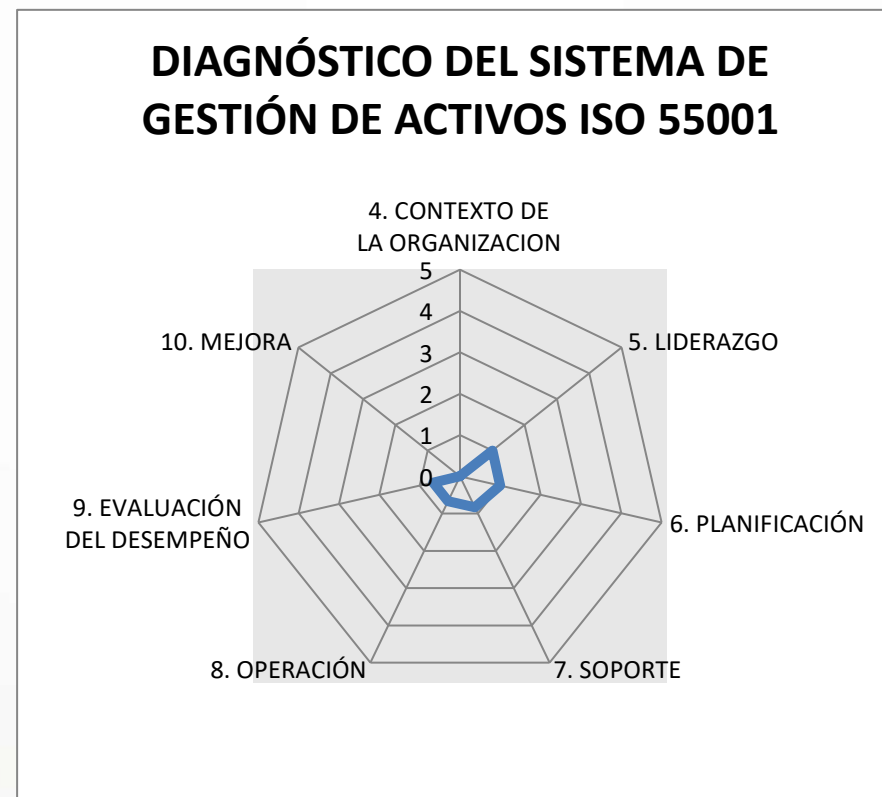 DIAGNÓSTICO DEL SISTEMA DE
GESTIÓN DE ACTIVOS ISO 55001
4. CONTEXTO DE
LA ORGANIZACION
5
4
3
2
1
0
5. LIDERAZGO
6. PLANIFICACIÓN
7. SOPORTE
8. OPERACIÓN
9. EVALUACIÓN
DEL DESEMPEÑO
10. MEJORA